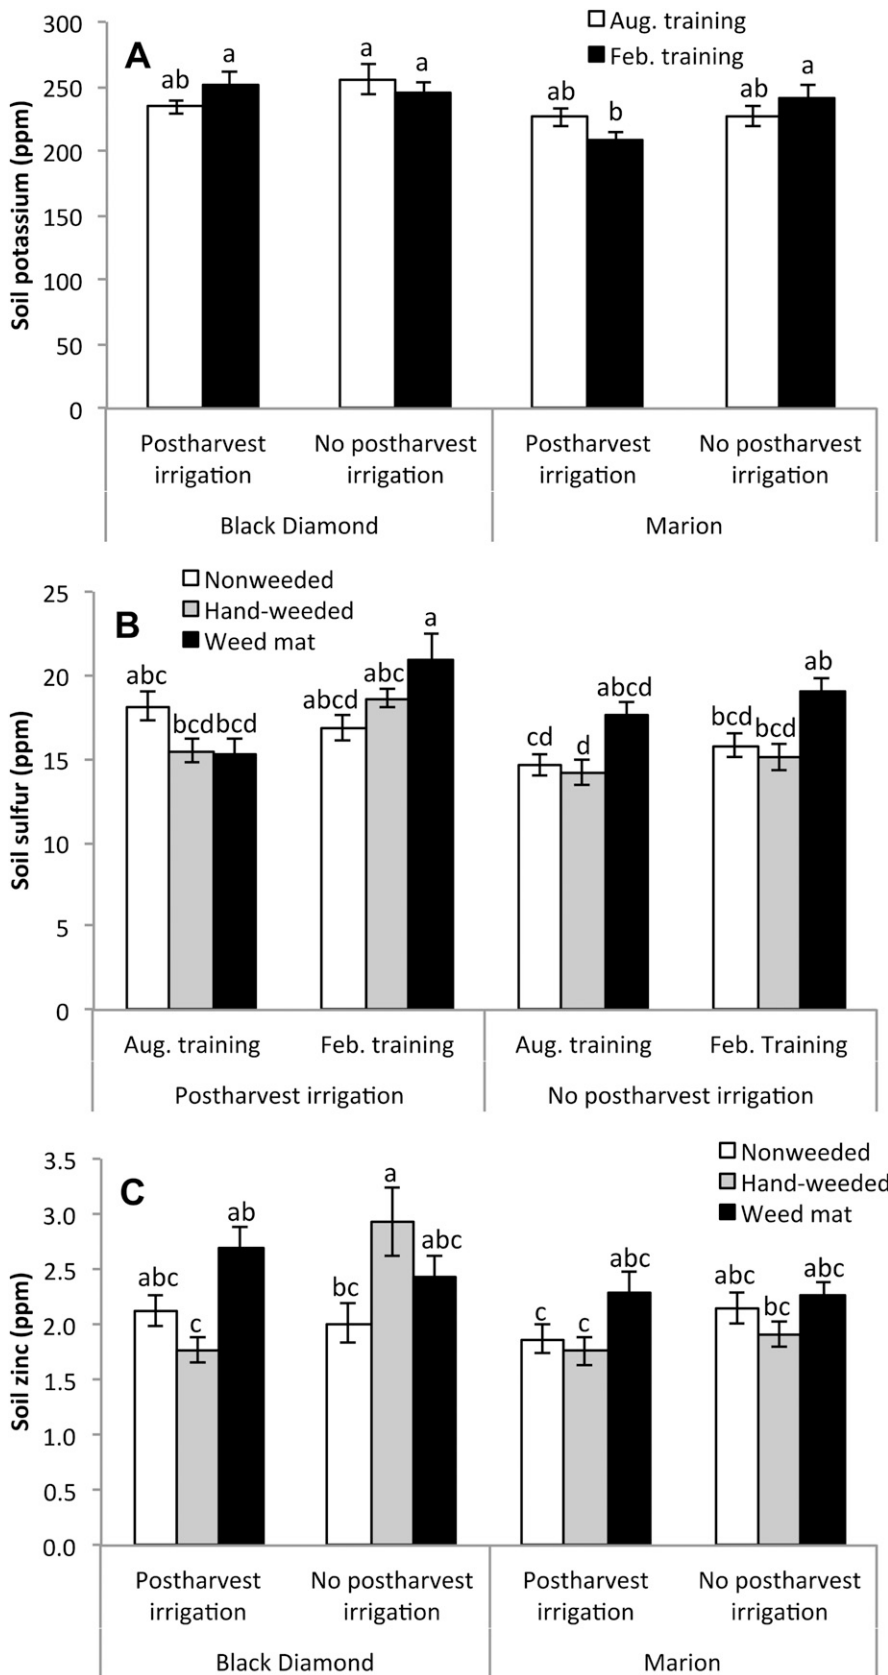 300
250
200
150
100
50
0
Soil potassium (ppm)
A
Aug. training
Feb. training
ab
a
a
a
ab
b
ab
a
Postharvest
irrigation
No postharvest
irrigation
Postharvest
irrigation
No postharvest
irrigation
Black Diamond
Marion
25
20
15
10
5
0
Soil sulfur (ppm)
B
Nonweeded
Hand-weeded
Weed mat
abc
bcd
bcd
abcd
abc
a
cd
d
abcd
bcd
bcd
ab
Aug. training
Feb. training
Aug. training
Feb. Training
Postharvest irrigation
No postharvest irrigation
3.5
3.0
2.5
2.0
1.5
1.0
0.5
0.0
Soil zinc (ppm)
C
Nonweeded
Hand-weeded
Weed mat
abc
c
ab
bc
a
abc
c
c
abc
abc
bc
abc
Postharvest
irrigation
No postharvest
irrigation
Postharvest
irrigation
No postharvest
irrigation
Black Diamond
Marion